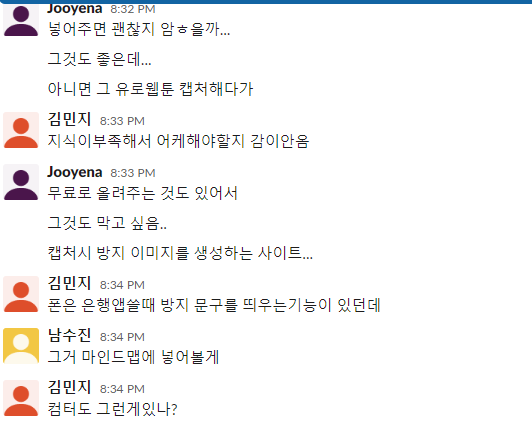 Jooyena 8:32 PM
넣어주면 괜찮지 암ㅎ을까...
그것도 좋은데...
아니면 그 유로웹툰 캡처해다가
김민지 8:33 PM
지식이부족해서 어케해야할지 감이안옴
Jooyena 8:33 PM
무료로 올려주는 것도 있어서
그것도 막고 싶음..
캡처시 방지 이미지를 생성하는 사이트...
김민지 8:34 PM
폰은 은행앱쓸때 방지 문구를 띄우는기능이 있던데
남수진 8:34 PM
그거 마인드맵에 넣어볼게
김민지 8:34 PM
컴터도 그런게있나?